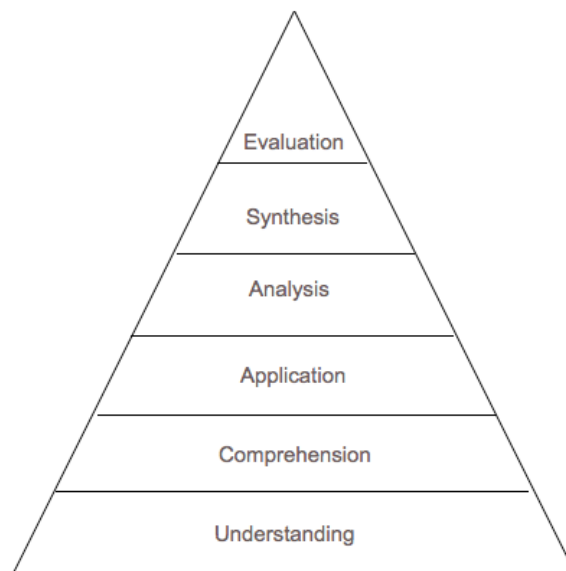 Evaluation
Synthesis
Analysis
Application
Comprehension
Understanding